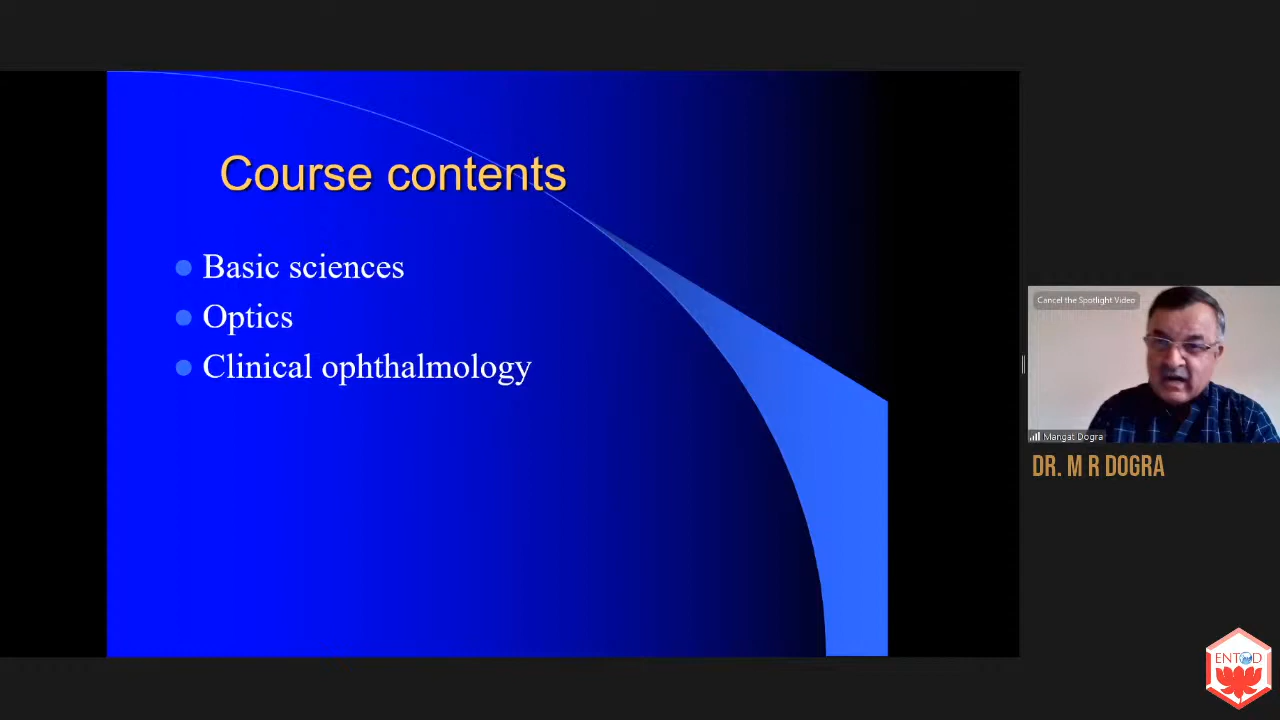 Course contents
Basic sciences
Optics
Clinical ophthalmology
Cancel the Spotlight Video
Mangat Dogra
DR. M R DOGRA
ENTOD